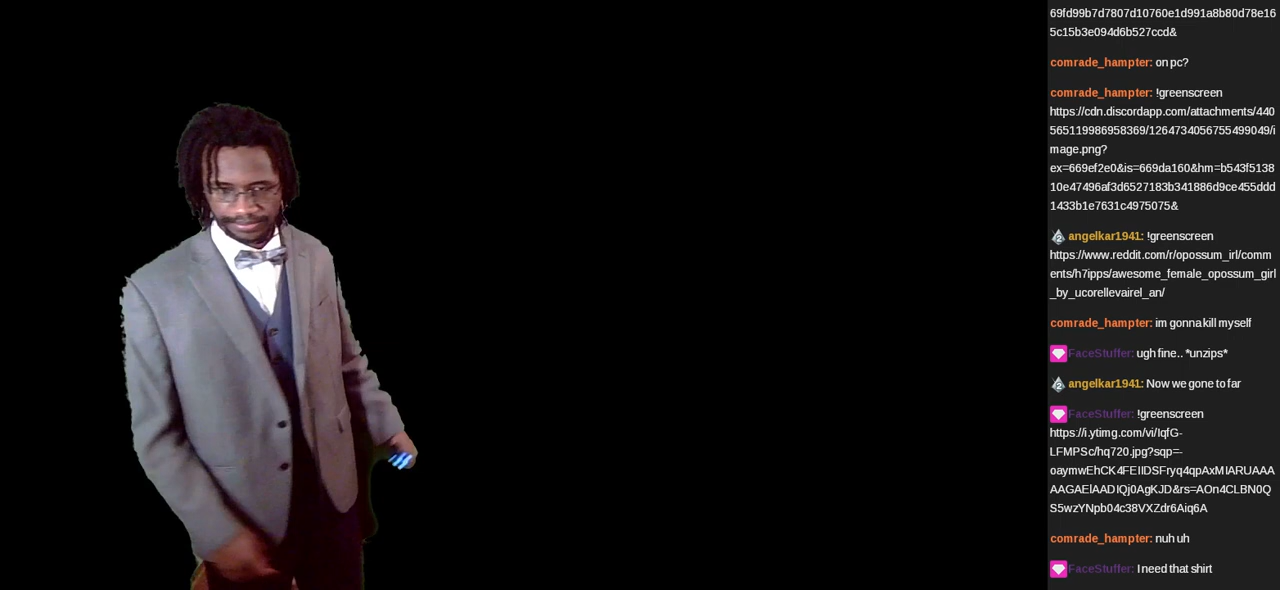 69fd99b7d7807d10760e1d991a8b80d78e16
5c15b3e094d6b527ccd&
comrade_hampter: on pc?
comrade_hampter: !greenscreen
https://cdn.discordapp.com/attachments/440
565119986958369/1264734056755499049/i
mage.png?
ex=669ef2e0&is=669da160&hm=b543f5138
10e47496af3d6527183b341886d9ce455ddd
1433b1e7631c4975075&
2 angelkar1941: !greenscreen
https://www.reddit.com/r/opossum_irl/comm
ents/h7ipps/awesome_female_opossum_girl
_by_ucorellevairel_an/
comrade_hampter: im gonna kill myself
FaceStuffer: ugh fine.. *unzips*
2 angelkar1941: Now we gone to far
FaceStuffer: !greenscreen
https://i.ytimg.com/vi/IqfG-
LFMPSc/hq720.jpg?sqp=-
oaymwEhCK4FEIIDSFryq4qpAxMIARUAAA
AAGAElAADIQj0AgKJD&rs=AOn4CLBN0Q
S5wzYNpb04c38VXZdr6Aiq6A
comrade_hampter: nuh uh
FaceStuffer: I need that shirt